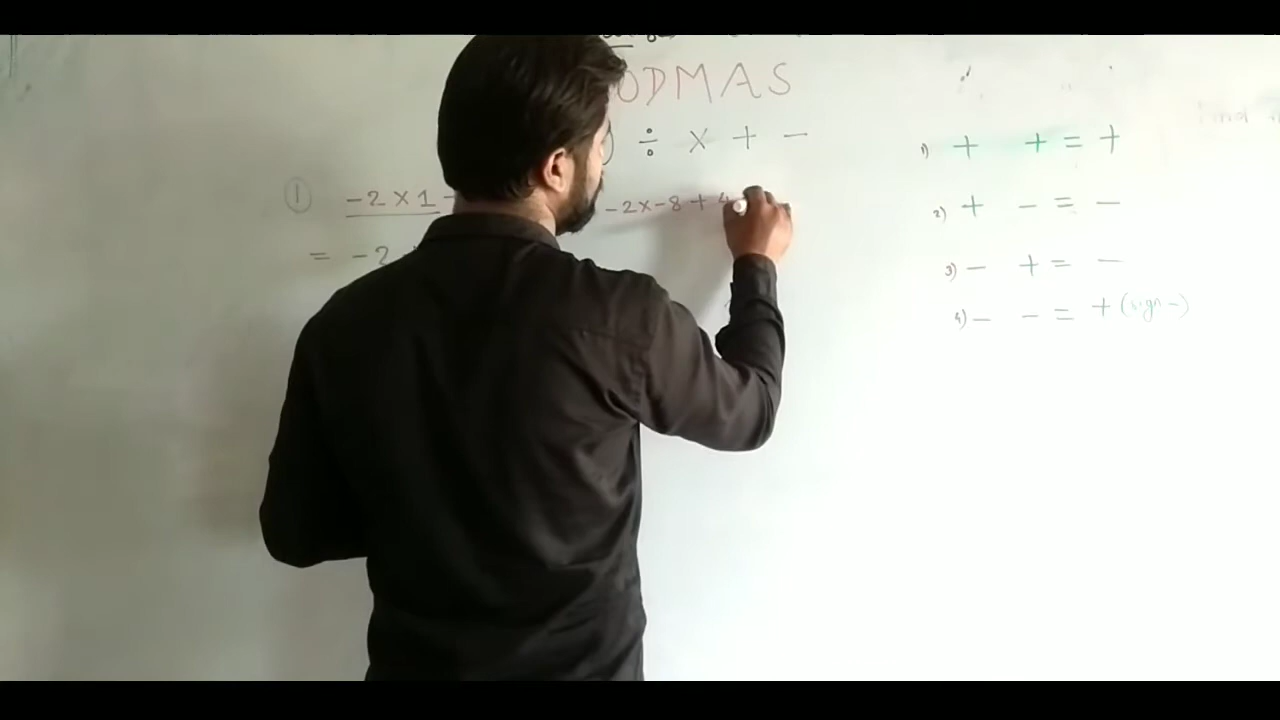 ODMAS
) ÷ × + −
① -2 × 1
-2×-8+4
= -2
1) + + = +
2) + − = −
3) − + = −
4) − − = + (sign −)